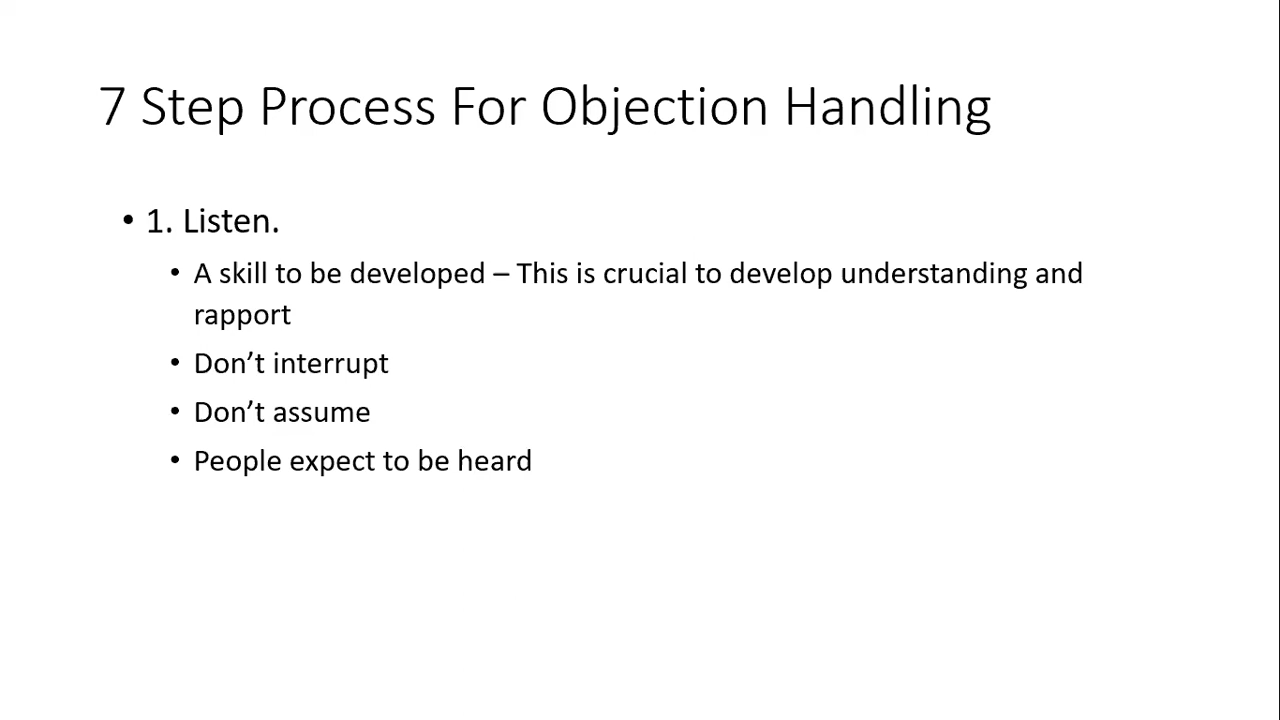 7 Step Process For Objection Handling
• 1. Listen.
• A skill to be developed – This is crucial to develop understanding and
rapport
• Don’t interrupt
• Don’t assume
• People expect to be heard